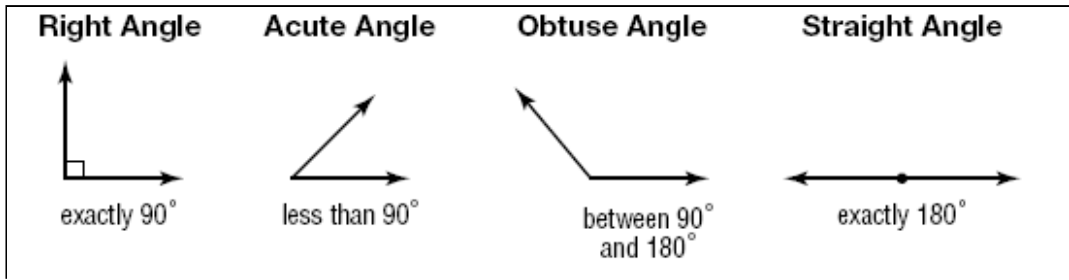 Right Angle
Acute Angle
Obtuse Angle
Straight Angle
exactly 90°
less than 90°
between 90°
and 180°
exactly 180°